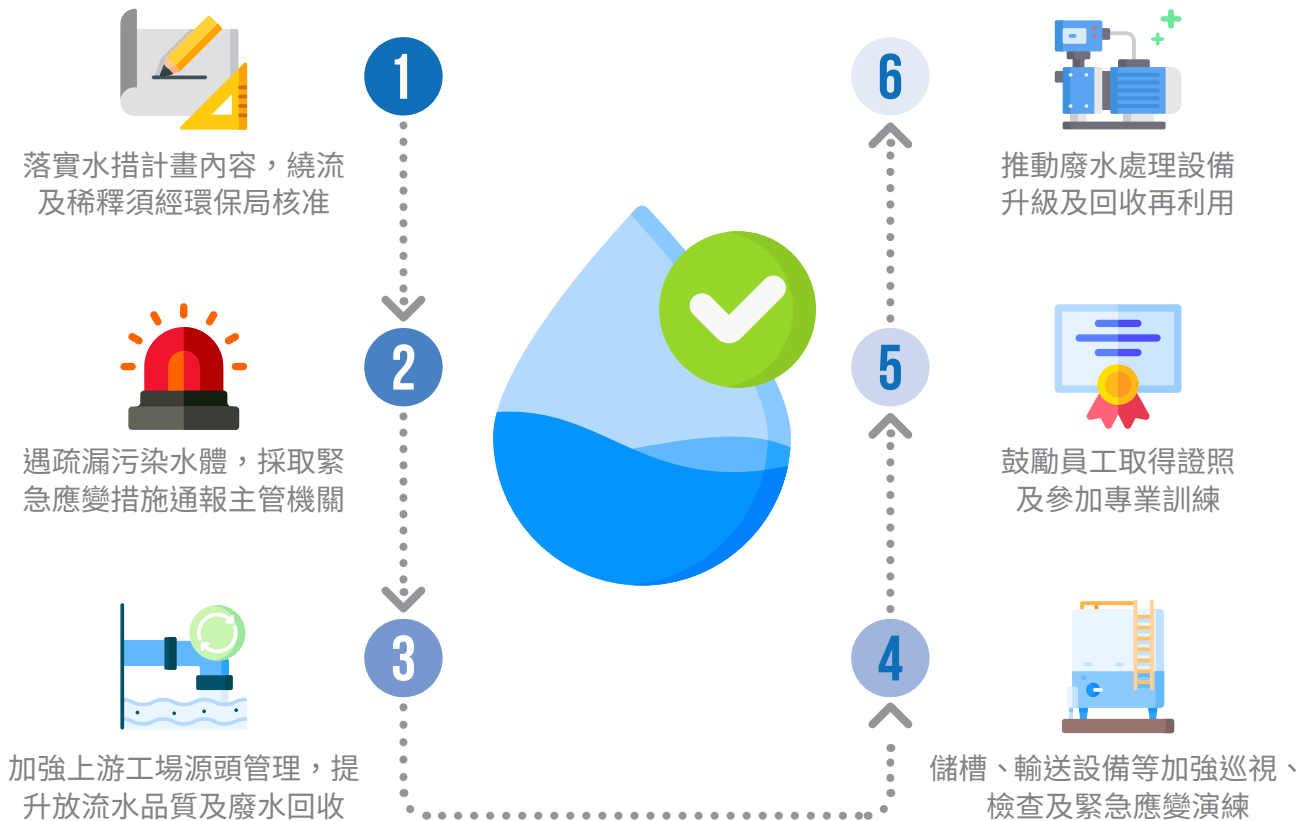 1
落實水措計畫內容，繞流
及稀釋須經環保局核准
2
遇疏漏污染水體，採取緊
急應變措施通報主管機關
3
加強上游工場源頭管理，提
升放流水品質及廢水回收
4
儲槽、輸送設備等加強巡視、
檢查及緊急應變演練
5
鼓勵員工取得證照
及參加專業訓練
6
推動廢水處理設備
升級及回收再利用